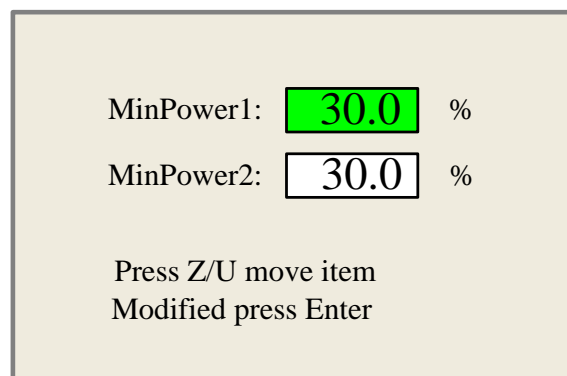 MinPower1: 30.0 %
MinPower2: 30.0 %
Press Z/U move item
Modified press Enter